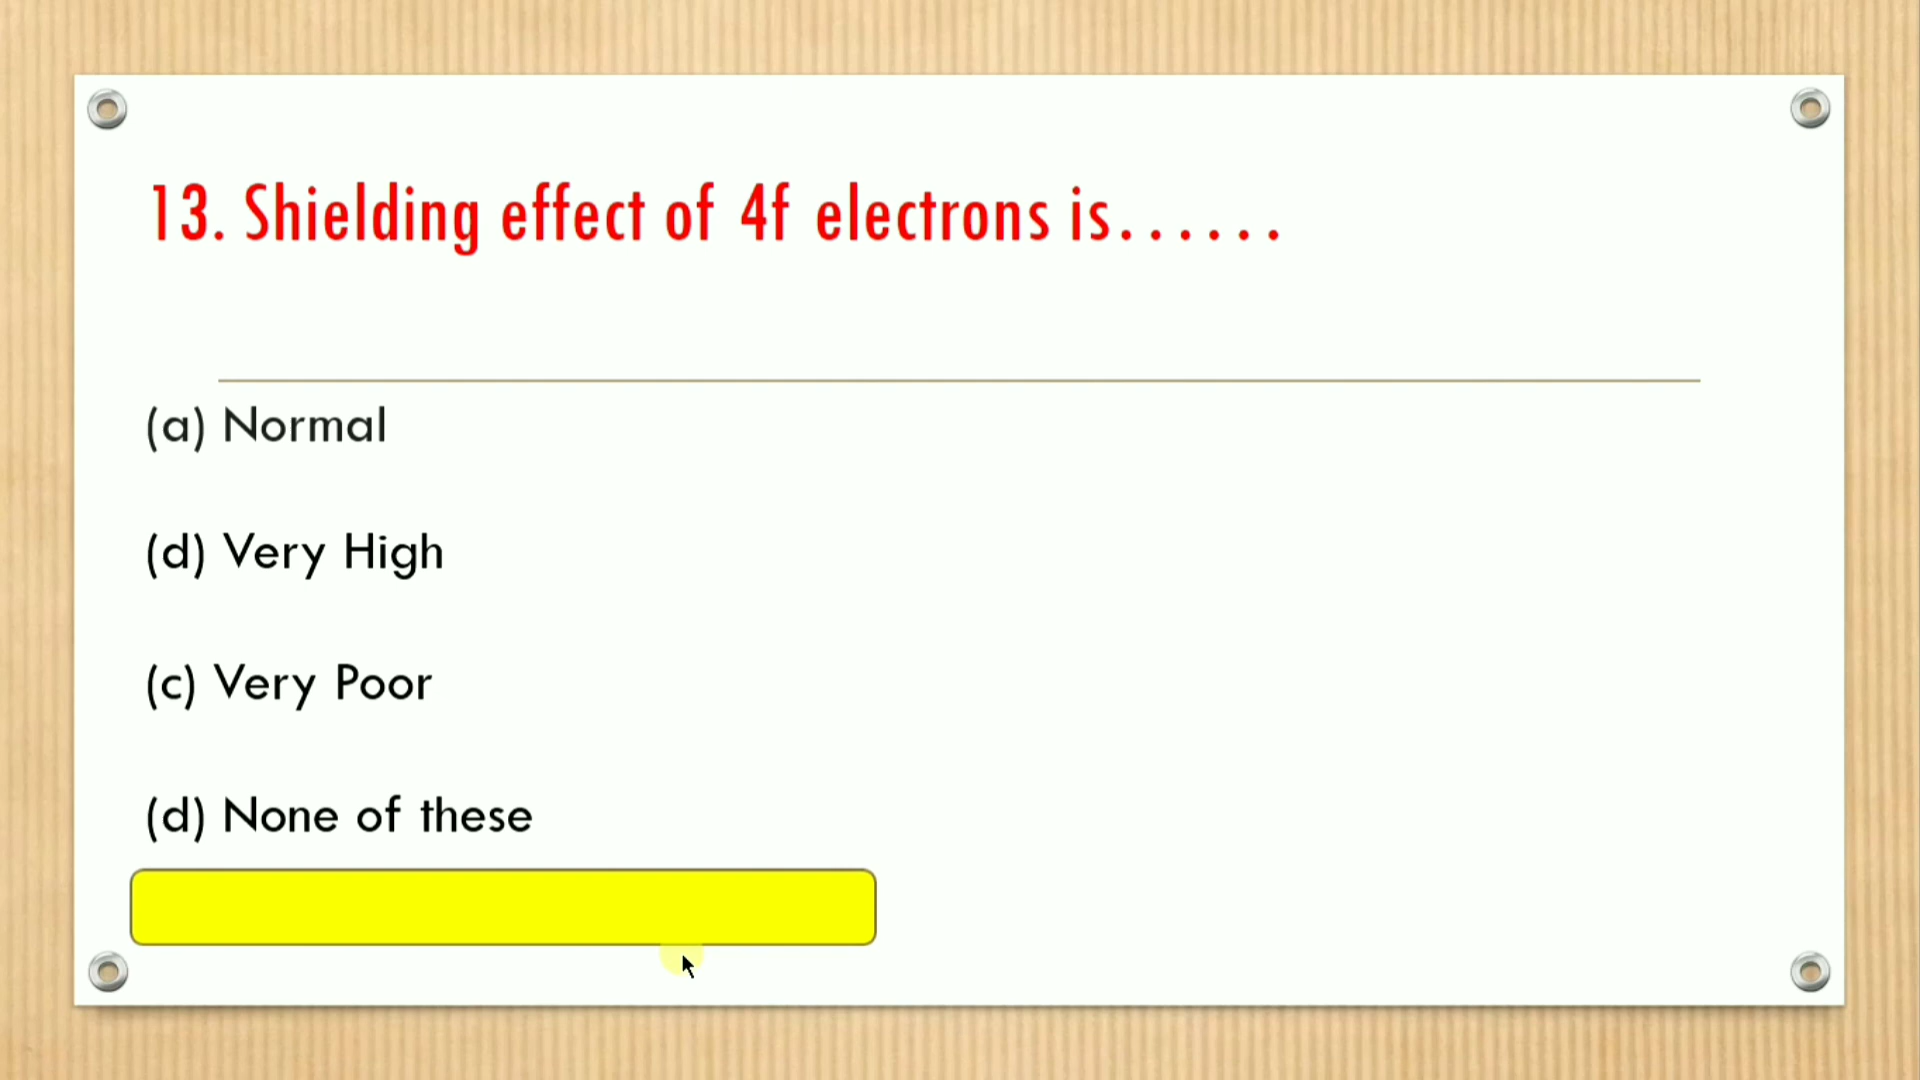 13. Shielding effect of 4f electrons is......
(a) Normal
(d) Very High
(c) Very Poor
(d) None of these